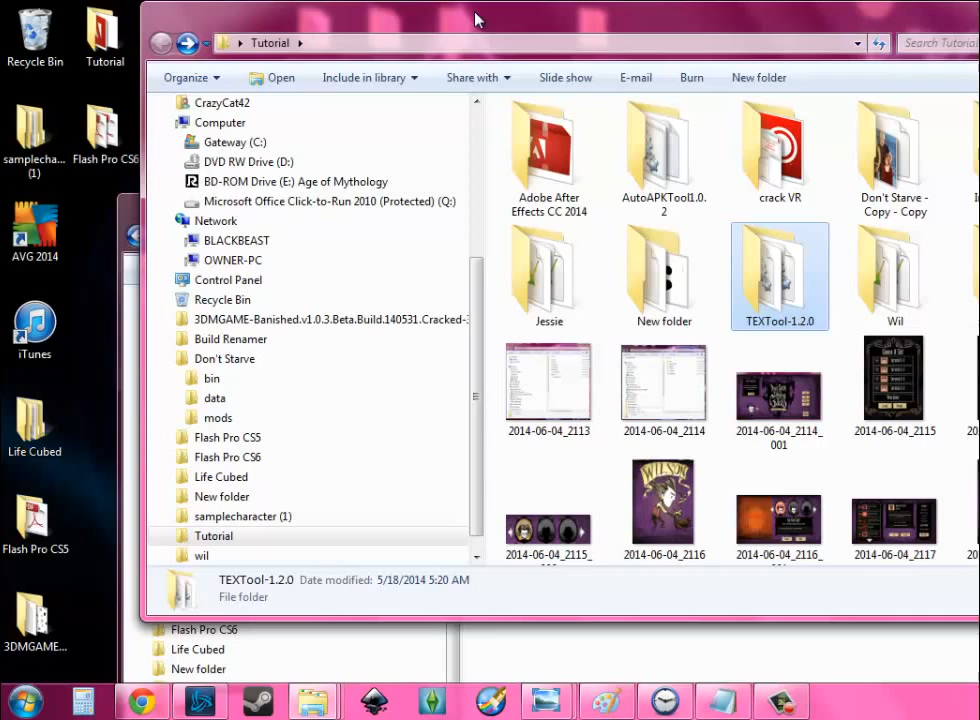 Recycle Bin
Tutorial
samplecha...
(1)
Flash Pro CS6
AVG 2014
iTunes
Life Cubed
Flash Pro CS5
3DMGAME...
Tutorial
Search Tutorial
Organize
Open
Include in library
Share with
Slide show
E-mail
Burn
New folder
CrazyCat42
Computer
Gateway (C:)
DVD RW Drive (D:)
BD-ROM Drive (E:) Age of Mythology
Microsoft Office Click-to-Run 2010 (Protected) (Q:)
Network
BLACKBEAST
OWNER-PC
Control Panel
Recycle Bin
3DMGAME-Banished.v1.0.3.Beta.Build.140531.Cracked-3
Build Renamer
Don't Starve
bin
data
mods
Flash Pro CS5
Flash Pro CS6
Life Cubed
New folder
samplecharacter (1)
Tutorial
wil
Adobe After
Effects CC 2014
AutoAPKTool1.0.
2
crack VR
Don't Starve -
Copy - Copy
Jessie
New folder
TEXTool-1.2.0
Wil
2014-06-04_2113
2014-06-04_2114
2014-06-04_2114_
001
2014-06-04_2115
WILSON
2014-06-04_2115_
2014-06-04_2116
2014-06-04_2116_
2014-06-04_2117
TEXTool-1.2.0 Date modified: 5/18/2014 5:20 AM
File folder
Flash Pro CS6
Life Cubed
New folder